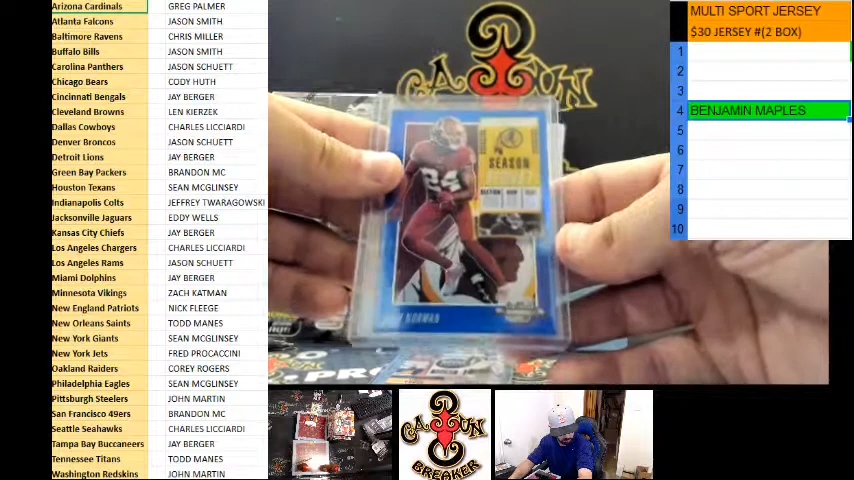 Arizona Cardinals GREG PALMER
Atlanta Falcons JASON SMITH
Baltimore Ravens CHRIS MILLER
Buffalo Bills JASON SMITH
Carolina Panthers JASON SCHUETT
Chicago Bears CODY HUTH
Cincinnati Bengals JAY BERGER
Cleveland Browns LEN KIERZEK
Dallas Cowboys CHARLES LICCIARDI
Denver Broncos JASON SCHUETT
Detroit Lions JAY BERGER
Green Bay Packers BRANDON MC
Houston Texans SEAN MCGLINSEY
Indianapolis Colts JEFFREY TWARAGOWSKI
Jacksonville Jaguars EDDY WELLS
Kansas City Chiefs JAY BERGER
Los Angeles Chargers CHARLES LICCIARDI
Los Angeles Rams JASON SCHUETT
Miami Dolphins JAY BERGER
Minnesota Vikings ZACH KATMAN
New England Patriots NICK FLEEGE
New Orleans Saints TODD MANES
New York Giants SEAN MCGLINSEY
New York Jets FRED PROCACCINI
Oakland Raiders COREY ROGERS
Philadelphia Eagles SEAN MCGLINSEY
Pittsburgh Steelers JOHN MARTIN
San Francisco 49ers BRANDON MC
Seattle Seahawks CHARLES LICCIARDI
Tampa Bay Buccaneers JAY BERGER
Tennessee Titans TODD MANES
Washington Redskins JOHN MARTIN
CAJUN
SEASON
24
NORMAN
MULTI SPORT JERSEY
$30 JERSEY #(2 BOX)
1
2
3
4 BENJAMIN MAPLES
5
6
7
8
9
10
CAJUN
BREAKER